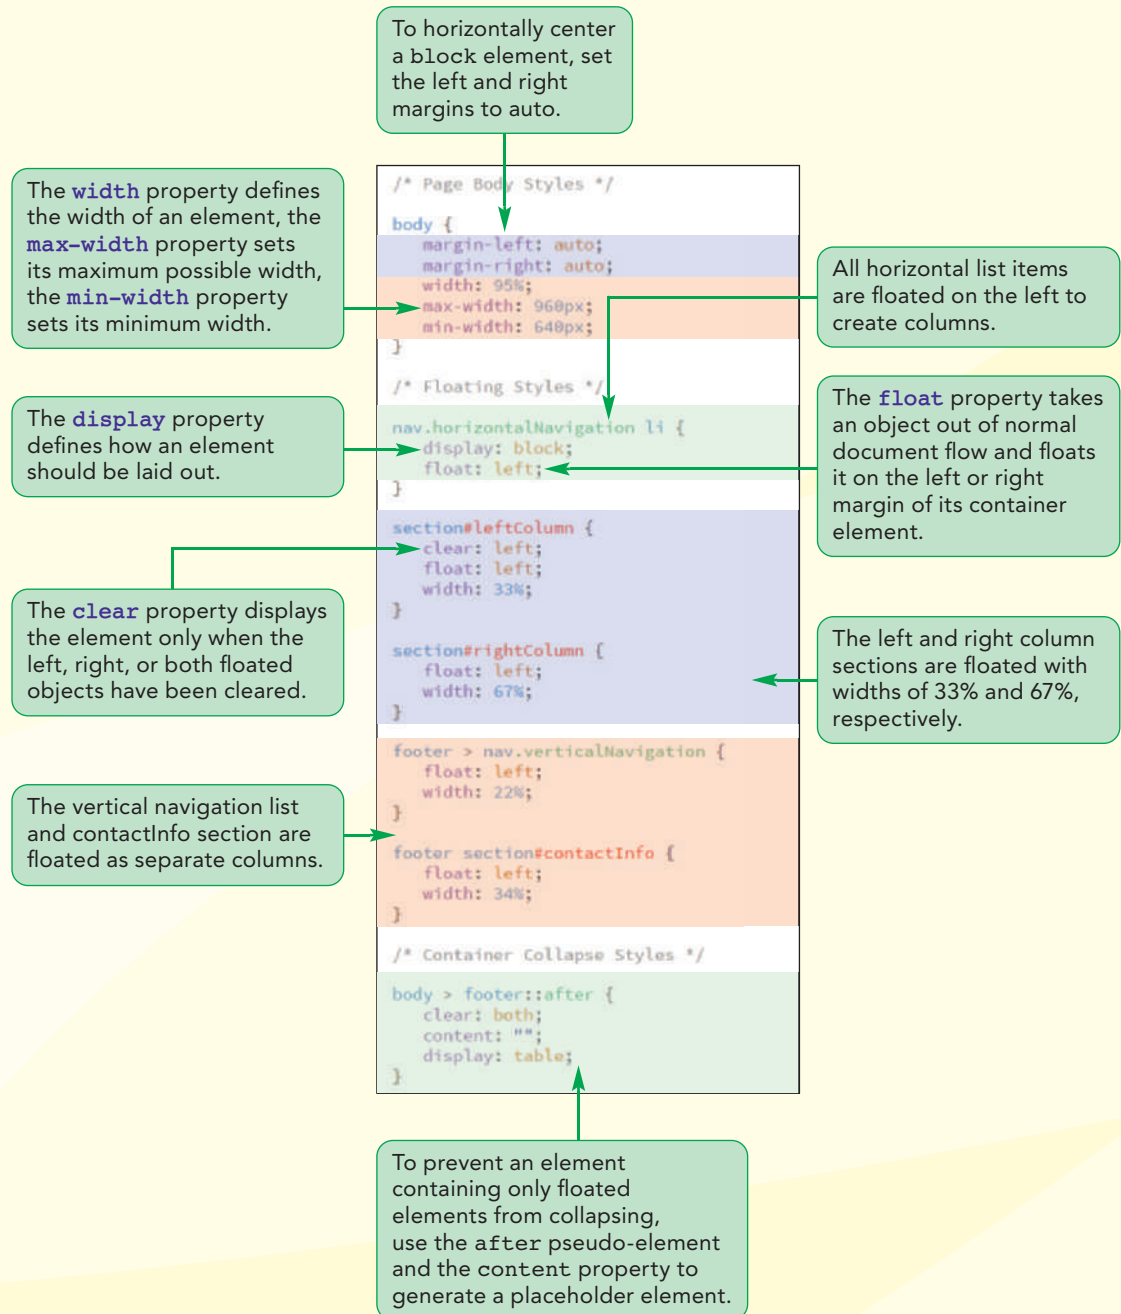 To horizontally center
a block element, set
the left and right
margins to auto.
The width property defines
the width of an element, the
max-width property sets
its maximum possible width,
the min-width property
sets its minimum width.
/* Page Body Styles */
body {
margin-left: auto;
margin-right: auto;
width: 95%;
max-width: 960px;
min-width: 640px;
}
All horizontal list items
are floated on the left to
create columns.
/* Floating Styles */
The display property
defines how an element
should be laid out.
nav.horizontalNavigation li {
display: block;
float: left;
}
The float property takes
an object out of normal
document flow and floats
it on the left or right
margin of its container
element.
section#leftColumn {
clear: left;
float: left;
width: 33%;
}
The clear property displays
the element only when the
left, right, or both floated
objects have been cleared.
section#rightColumn {
float: left;
width: 67%;
}
The left and right column
sections are floated with
widths of 33% and 67%,
respectively.
footer > nav.verticalNavigation {
float: left;
width: 22%;
}
The vertical navigation list
and contactInfo section are
floated as separate columns.
footer section#contactInfo {
float: left;
width: 34%;
}
/* Container Collapse Styles */
body > footer::after {
clear: both;
content: "";
display: table;
}
To prevent an element
containing only floated
elements from collapsing,
use the after pseudo-element
and the content property to
generate a placeholder element.